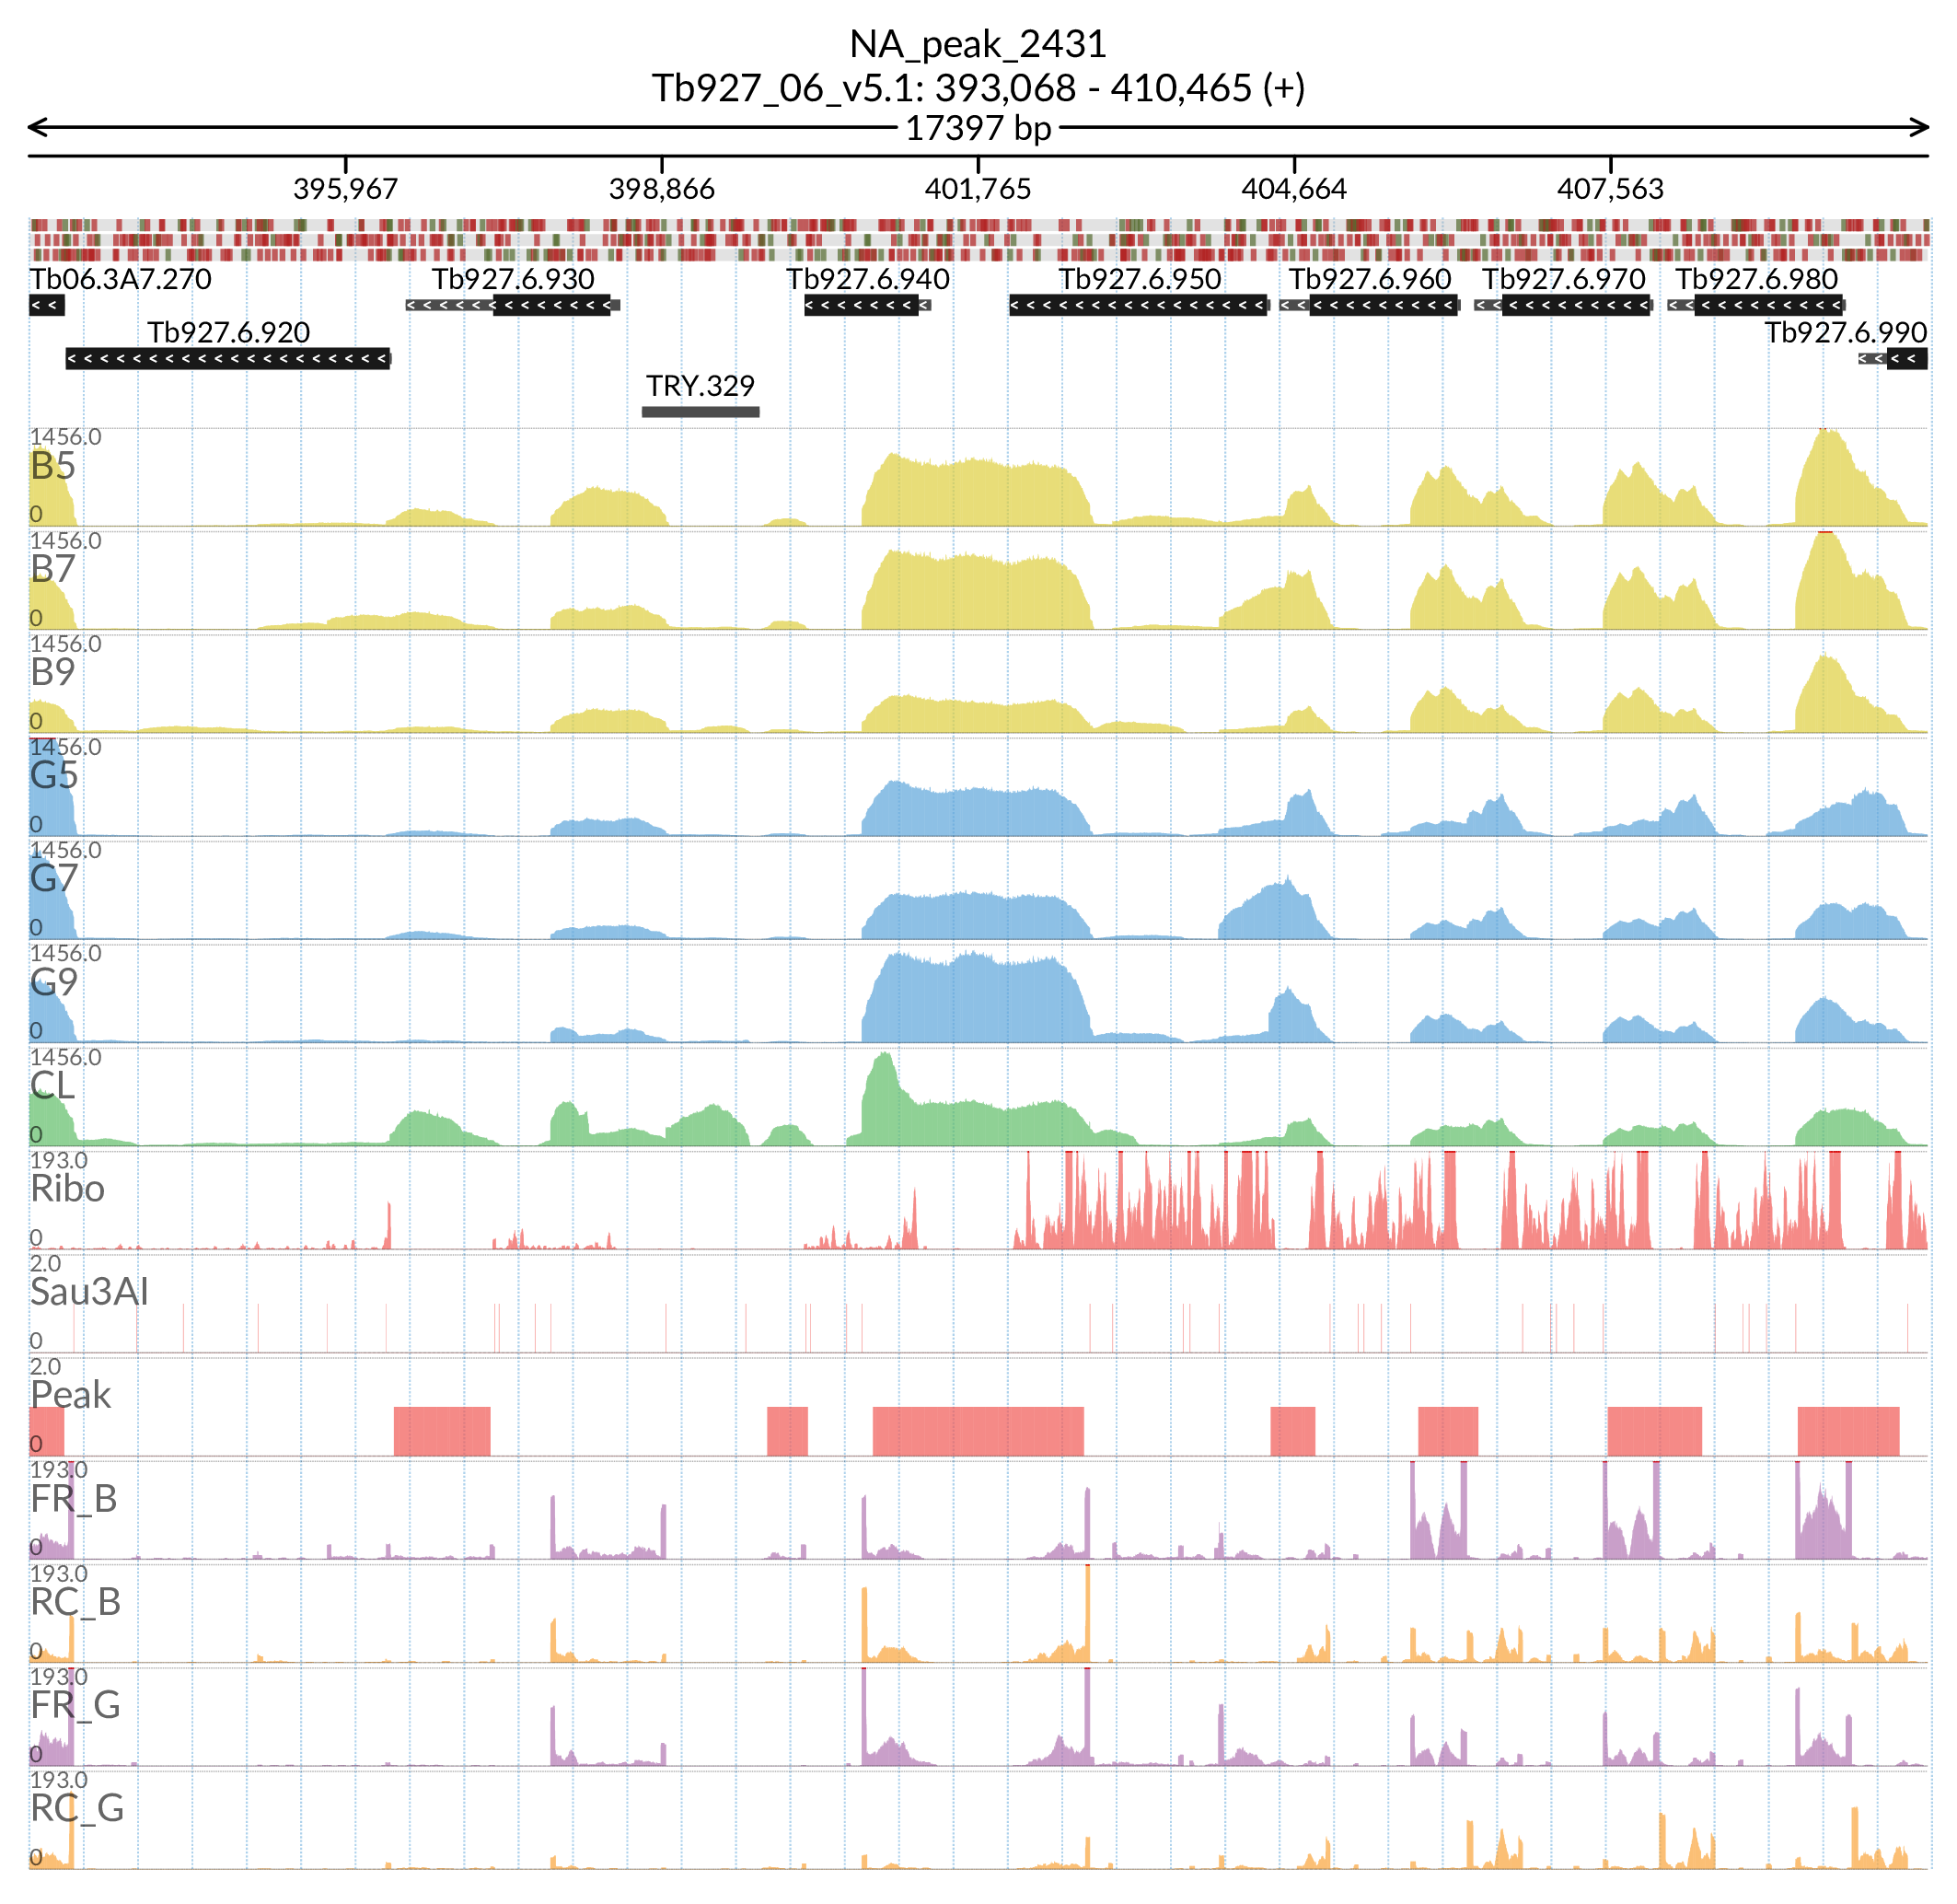 NA_peak_2431
Tb927_06_v5.1: 393,068 - 410,465 (+)
17397 bp
395,967 398,866 401,765 404,664 407,563
Tb06.3A7.270 Tb927.6.930 Tb927.6.940 Tb927.6.950 Tb927.6.960 Tb927.6.970 Tb927.6.980
Tb927.6.920 Tb927.6.990
TRY.329
1456.0
B5
0
1456.0
B7
0
1456.0
B9
0
1456.0
G5
0
1456.0
G7
0
1456.0
G9
0
1456.0
CL
0
193.0
Ribo
0
2.0
Sau3AI
0
2.0
Peak
0
193.0
FR_B
0
193.0
RC_B
0
193.0
FR_G
0
193.0
RC_G
0